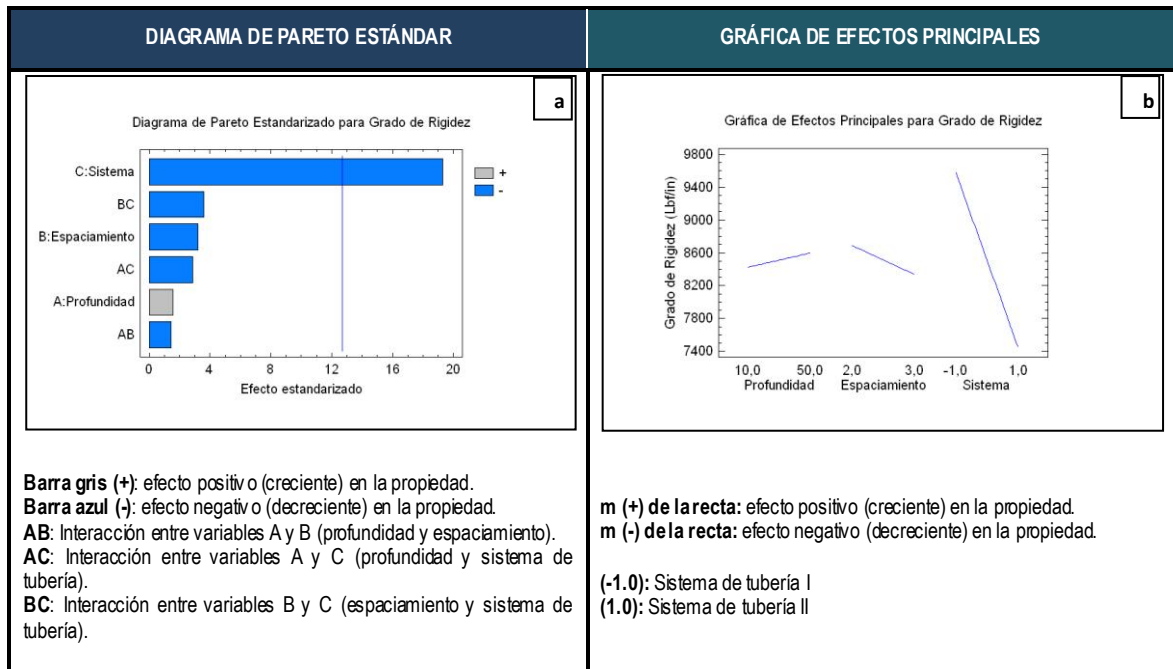 DIAGRAMA DE PARETO ESTÁNDAR
GRÁFICA DE EFECTOS PRINCIPALES
a
Diagrama de Pareto Estandarizado para Grado de Rigidez
C:Sistema
BC
B:Espaciamiento
AC
A:Profundidad
AB
0 4 8 12 16 20
Efecto estandarizado
+
-
b
Gráfica de Efectos Principales para Grado de Rigidez
Grado de Rigidez (Lbf/in)
9800
9400
9000
8600
8200
7800
7400
10,0 50,0 2,0 3,0 -1,0 1,0
Profundidad Espaciamiento Sistema
Barra gris (+): efecto positivo (creciente) en la propiedad.
Barra azul (-): efecto negativo (decreciente) en la propiedad.
AB: Interacción entre variables A y B (profundidad y espaciamiento).
AC: Interacción entre variables A y C (profundidad y sistema de
tubería).
BC: Interacción entre variables B y C (espaciamiento y sistema de
tubería).
m (+) de la recta: efecto positivo (creciente) en la propiedad.
m (-) de la recta: efecto negativo (decreciente) en la propiedad.
(-1.0): Sistema de tubería I
(1.0): Sistema de tubería II